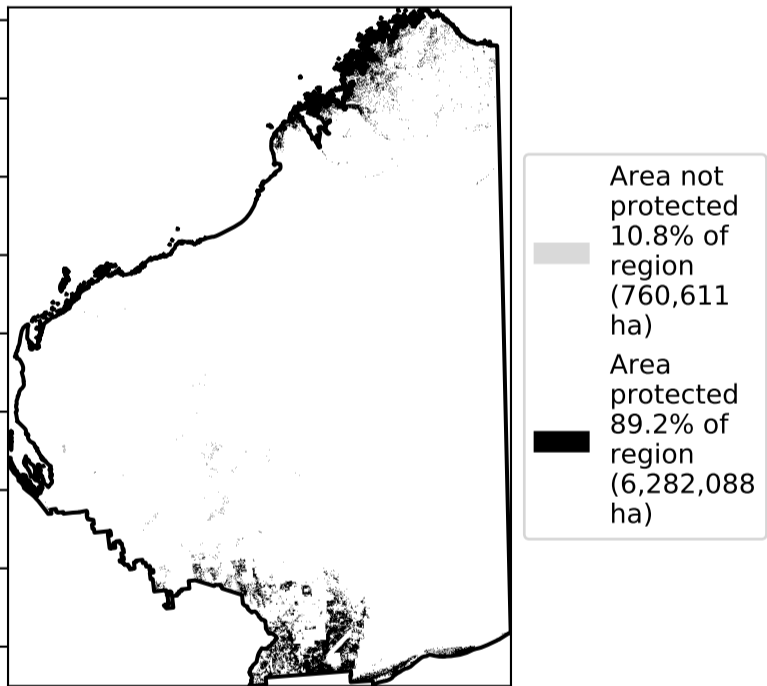 Area not
protected
10.8% of
region
(760,611
ha)
Area
protected
89.2% of
region
(6,282,088
ha)